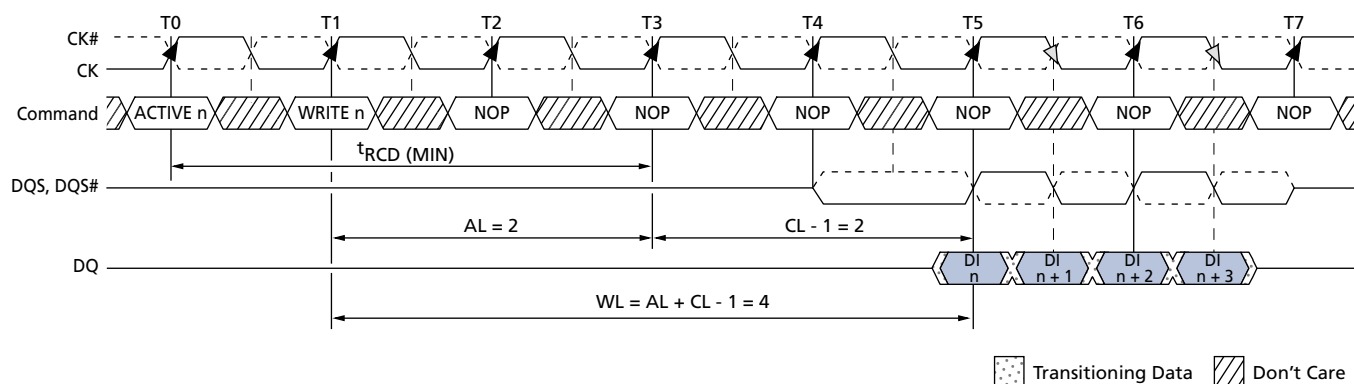 T0 T1 T2 T3 T4 T5 T6 T7
CK#
CK
Command ACTIVE n WRITE n NOP NOP NOP NOP NOP NOP
tRCD (MIN)
DQS, DQS#
AL = 2 CL - 1 = 2
DQ DI n DI n + 1 DI n + 2 DI n + 3
WL = AL + CL - 1 = 4
Transitioning Data Don't Care